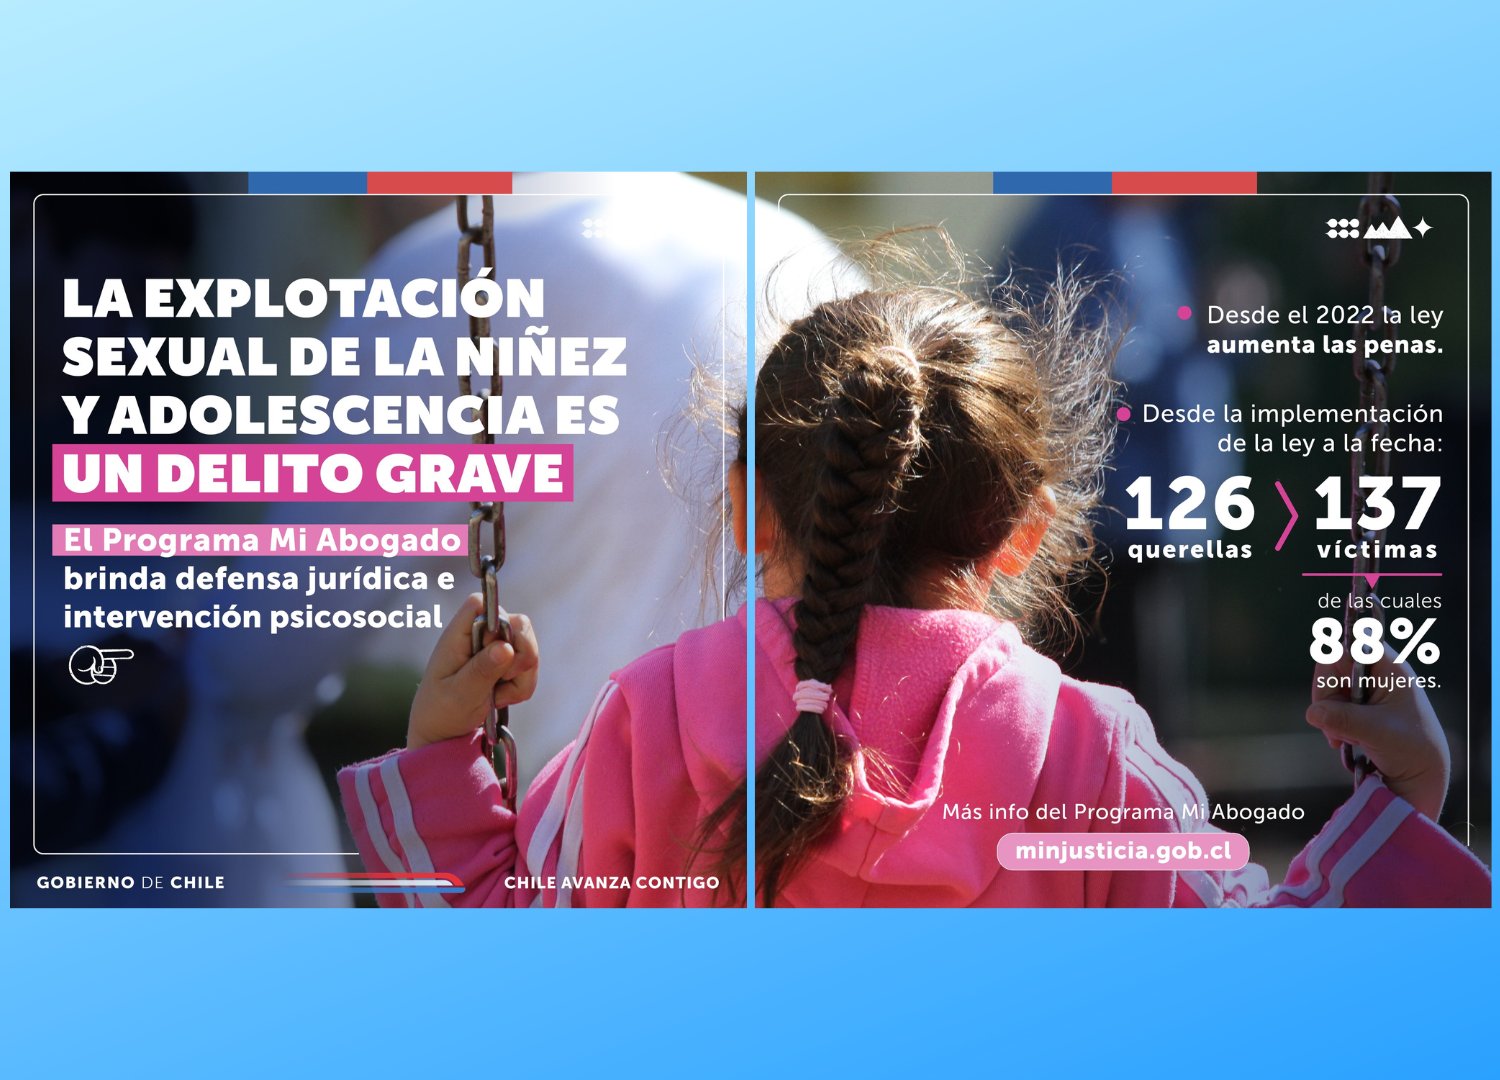 LA EXPLOTACIÓN
SEXUAL DE LA NIÑEZ
Y ADOLESCENCIA ES
UN DELITO GRAVE
El Programa Mi Abogado
brinda defensa jurídica e
intervención psicosocial
GOBIERNO DE CHILE
CHILE AVANZA CONTIGO
Desde el 2022 la ley
aumenta las penas.
Desde la implementación
de la ley a la fecha:
126
querellas
137
víctimas
de las cuales
88%
son mujeres.
Más info del Programa Mi Abogado
minjusticia.gob.cl